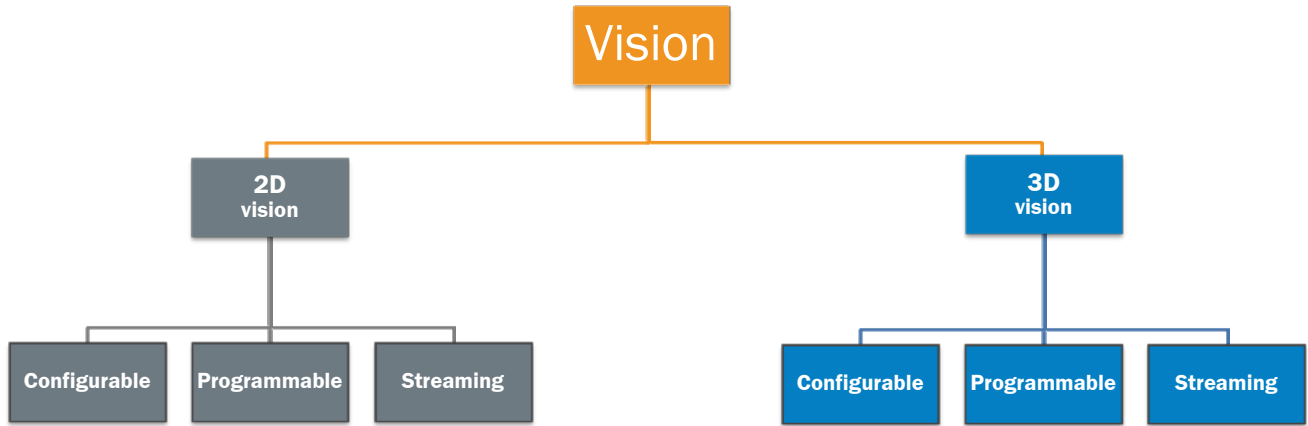 Vision
2D
vision
3D
vision
Configurable
Programmable
Streaming
Configurable
Programmable
Streaming